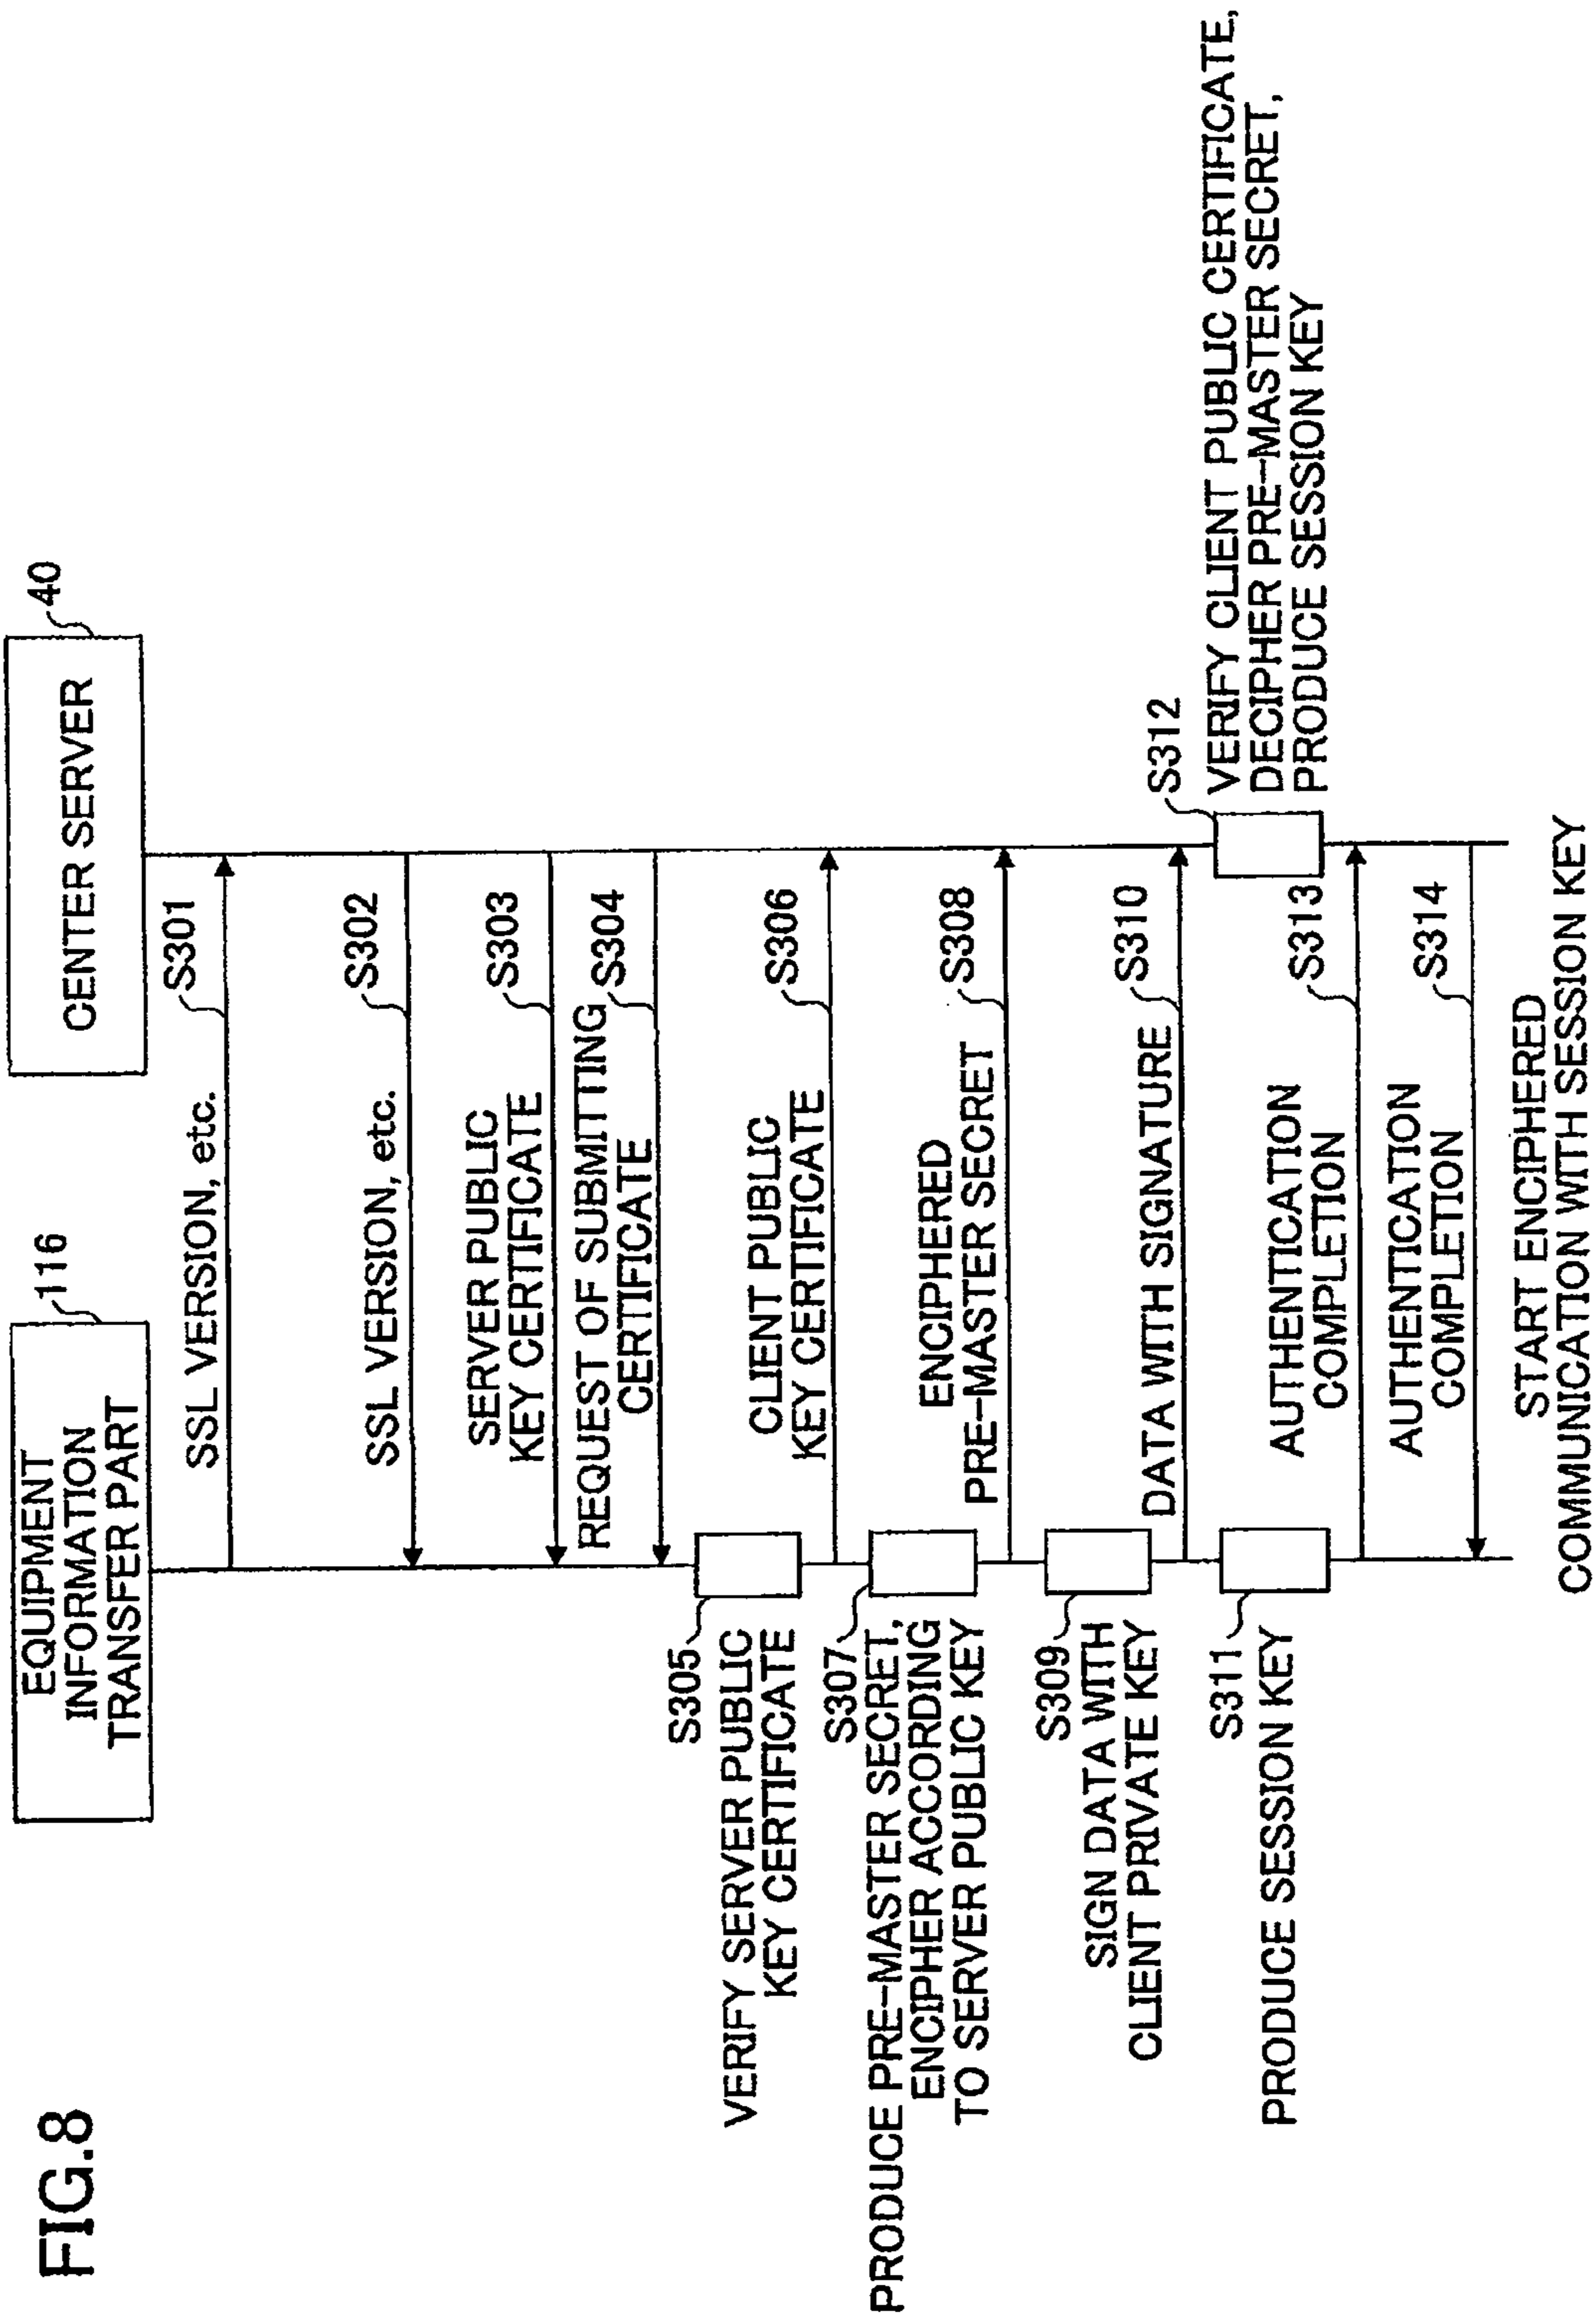 FIG.8
EQUIPMENT
INFORMATION
TRANSFER PART
116
CENTER SERVER
40
SSL VERSION, etc.
S301
SSL VERSION, etc.
S302
SERVER PUBLIC
KEY CERTIFICATE
S303
REQUEST OF SUBMITTING
CERTIFICATE
S304
S305
VERIFY SERVER PUBLIC
KEY CERTIFICATE
CLIENT PUBLIC
KEY CERTIFICATE
S306
S307
PRODUCE PRE-MASTER SECRET,
ENCIPHER ACCORDING
TO SERVER PUBLIC KEY
ENCIPHERED
PRE-MASTER SECRET
S308
S309
SIGN DATA WITH
CLIENT PRIVATE KEY
DATA WITH SIGNATURE
S310
S311
PRODUCE SESSION KEY
S312
VERIFY CLIENT PUBLIC CERTIFICATE,
DECIPHER PRE-MASTER SECRET,
PRODUCE SESSION KEY
AUTHENTICATION
COMPLETION
S313
AUTHENTICATION
COMPLETION
S314
START ENCIPHERED
COMMUNICATION WITH SESSION KEY